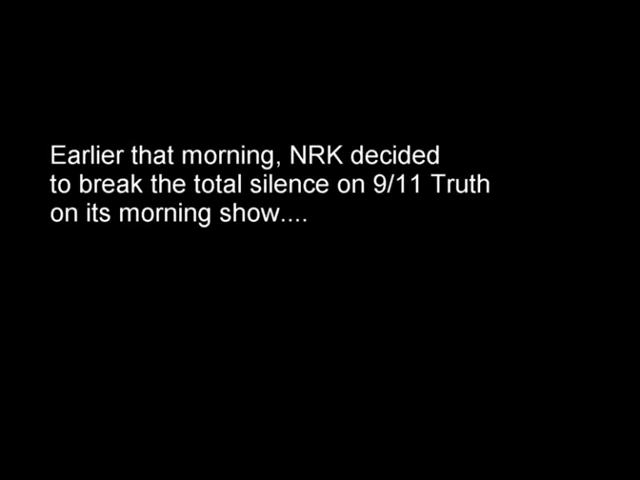 Earlier that morning, NRK decided
to break the total silence on 9/11 Truth
on its morning show....